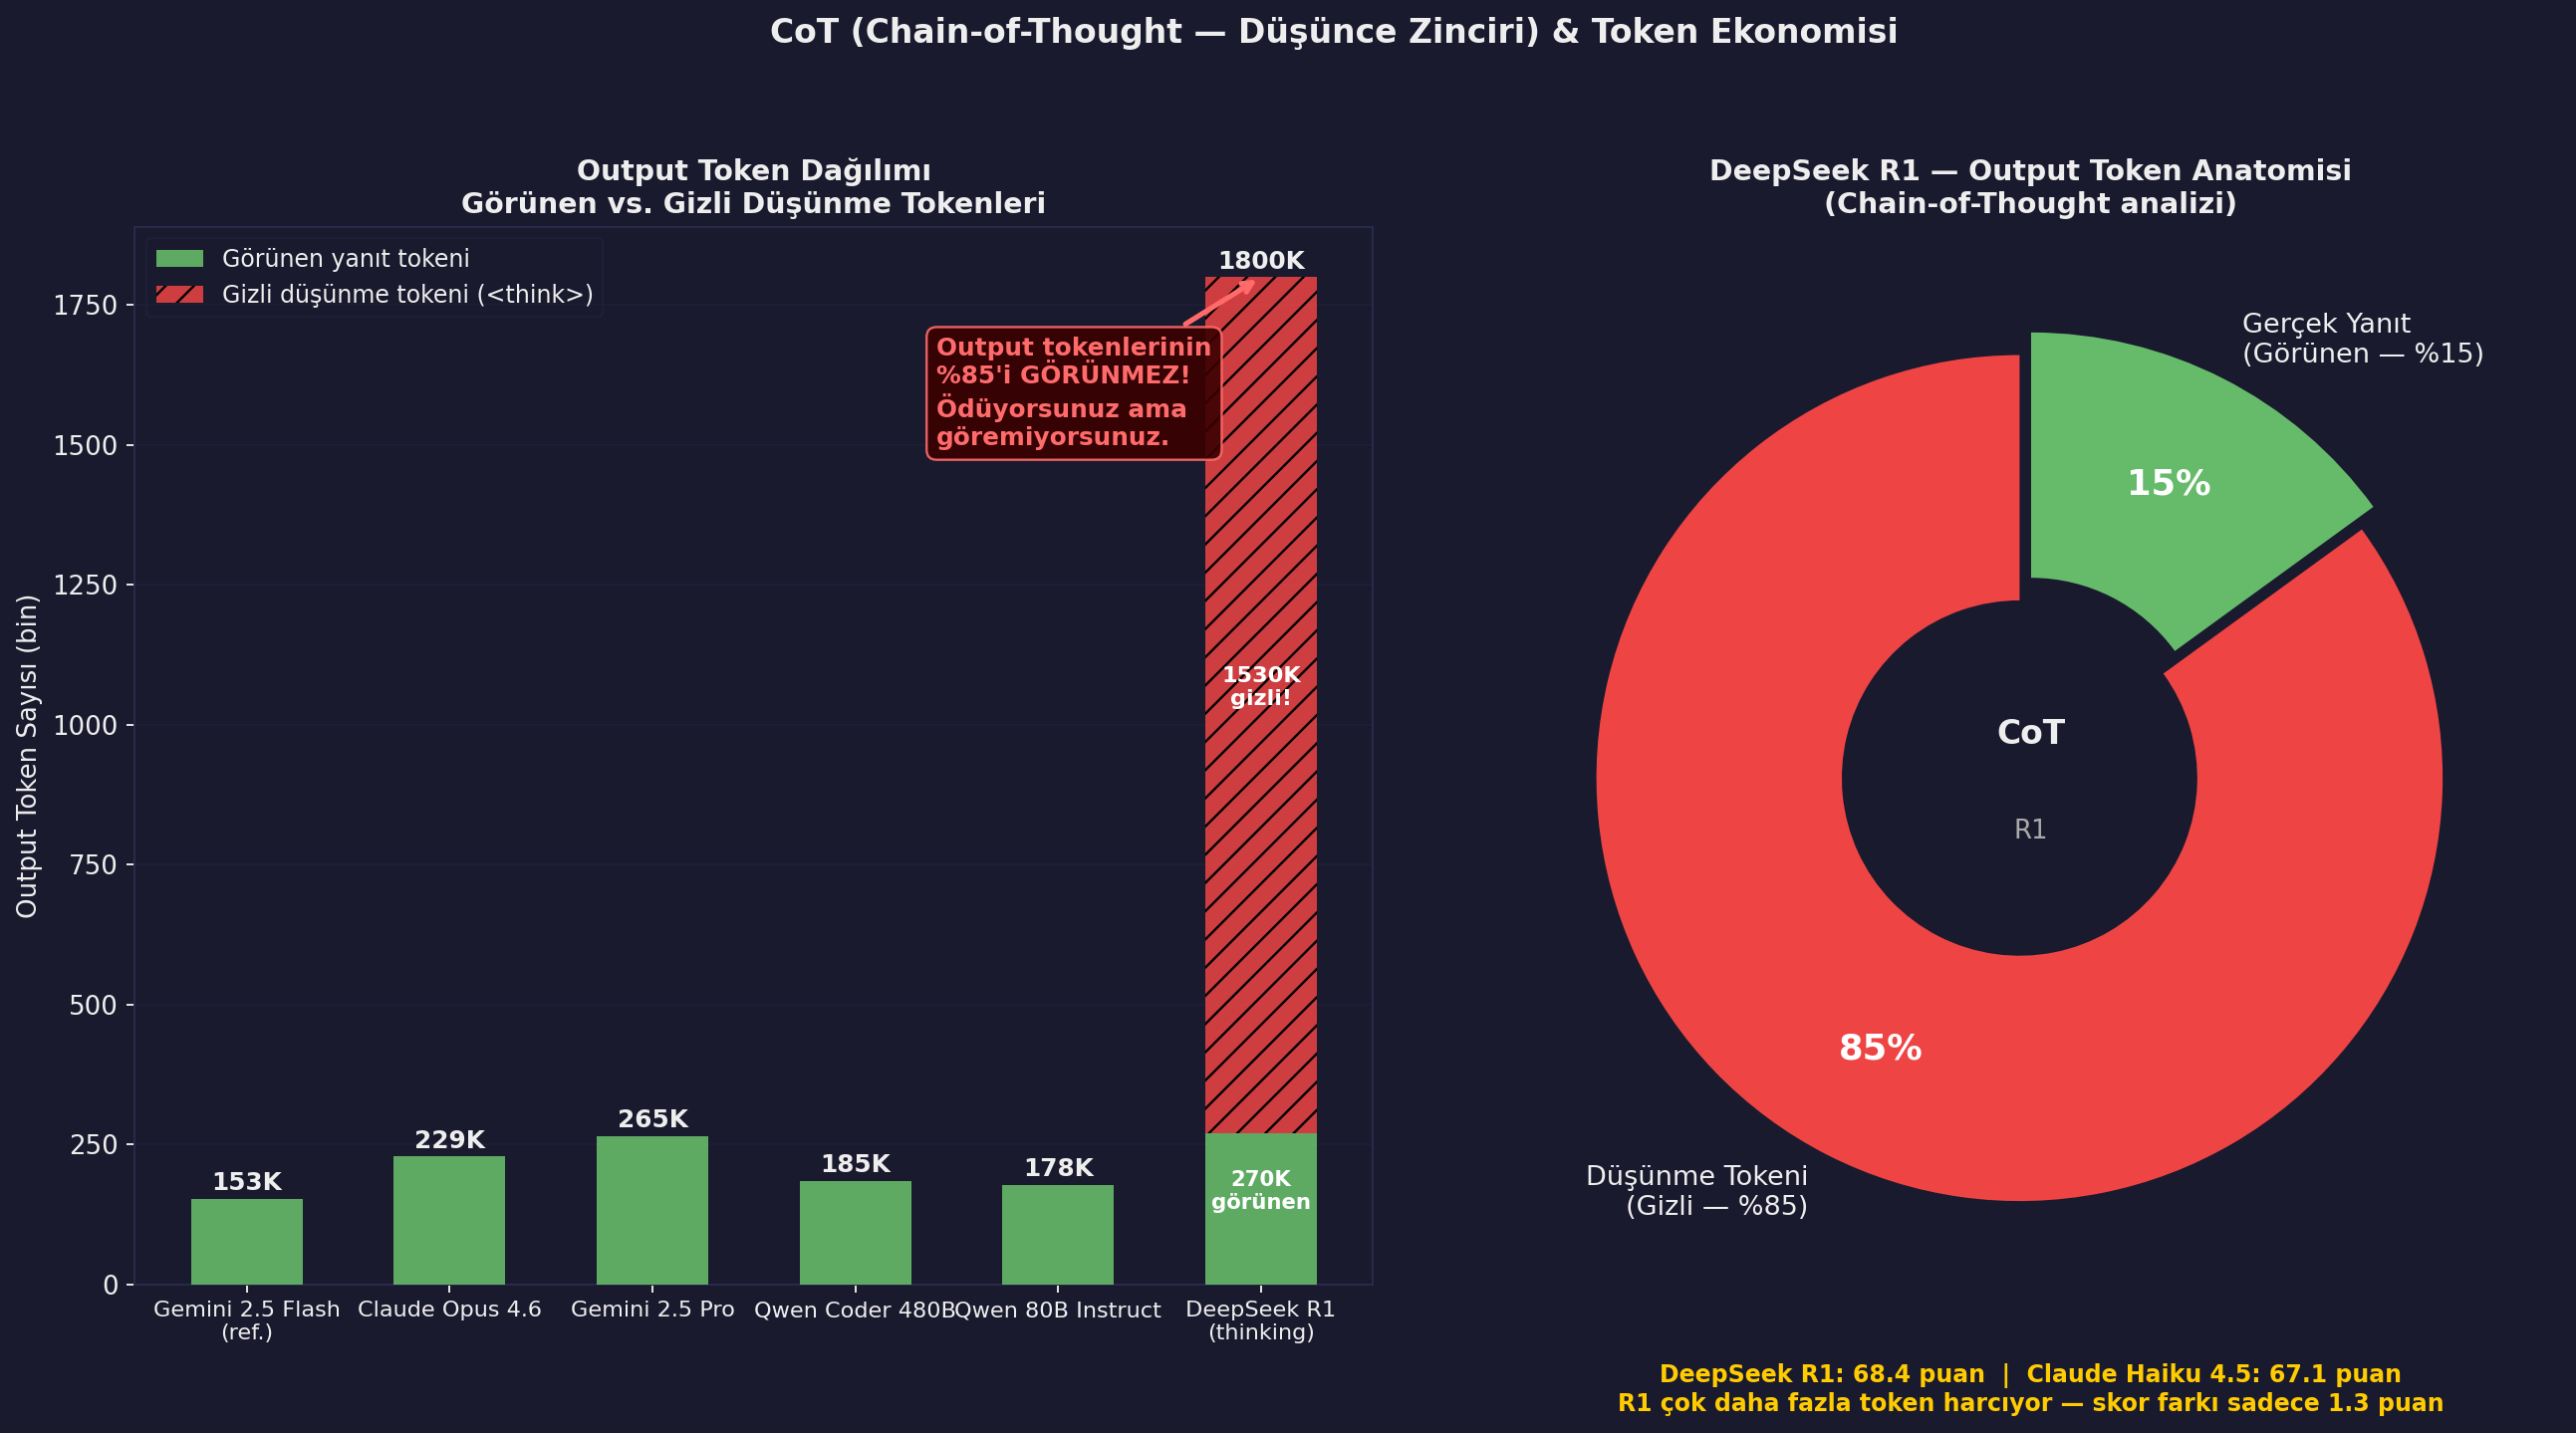 CoT (Chain-of-Thought — Düşünce Zinciri) & Token Ekonomisi
Output Token Dağılımı
Görünen vs. Gizli Düşünme Tokenleri
Görünen yanıt tokeni
Gizli düşünme tokeni (<think>)
1800K
Output tokenlerinin
%85'i GÖRÜNMEZ!
Ödüyorsunuz ama
göremiyorsunuz.
1530K
gizli!
270K
görünen
153K
229K
265K
185K
178K
Output Token Sayısı (bin)
1750
1500
1250
1000
750
500
250
0
Gemini 2.5 Flash
(ref.)
Claude Opus 4.6
Gemini 2.5 Pro
Qwen Coder 480B
Qwen 80B Instruct
DeepSeek R1
(thinking)
DeepSeek R1 — Output Token Anatomisi
(Chain-of-Thought analizi)
Gerçek Yanıt
(Görünen — %15)
15%
CoT
R1
85%
Düşünme Tokeni
(Gizli — %85)
DeepSeek R1: 68.4 puan | Claude Haiku 4.5: 67.1 puan
R1 çok daha fazla token harcıyor — skor farkı sadece 1.3 puan